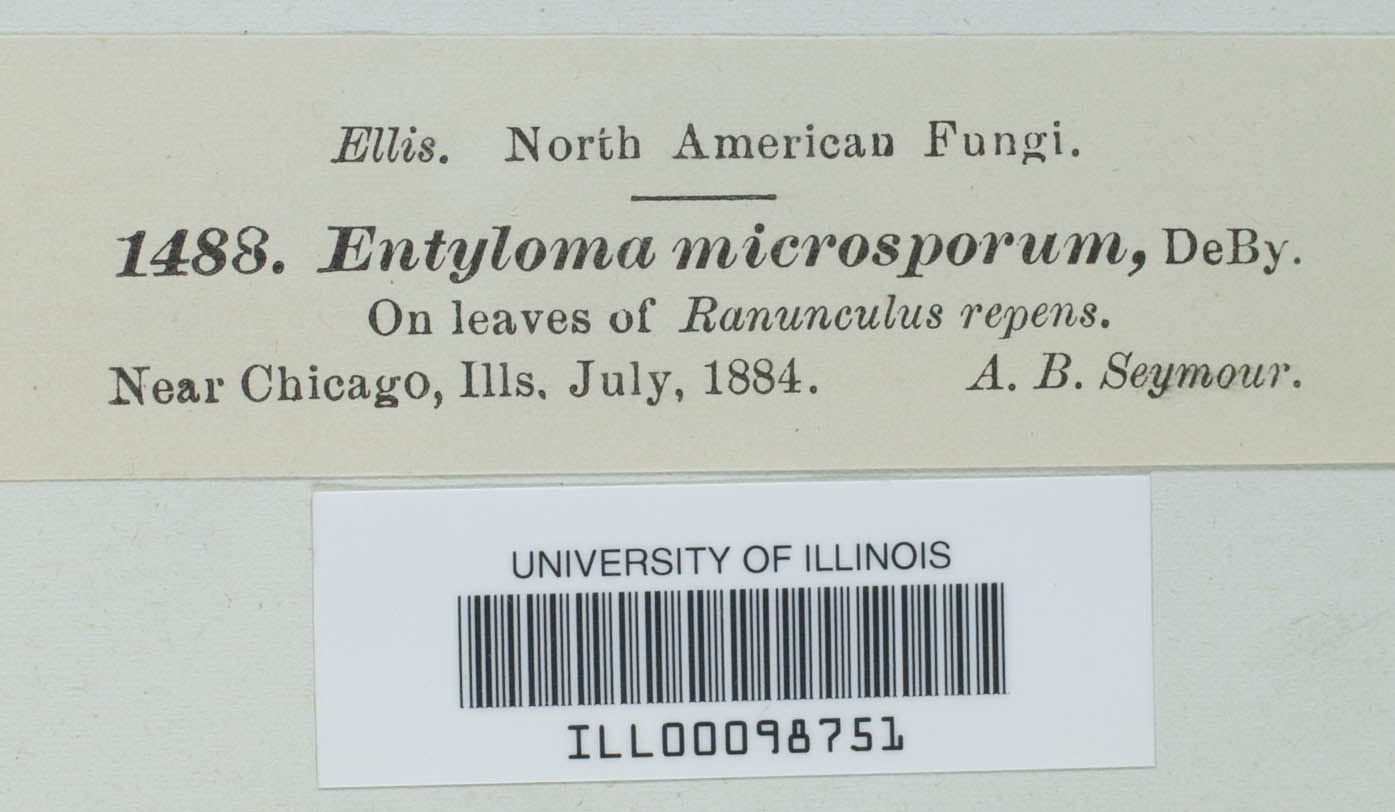 Ellis. North American Fungi.
1488. Entyloma microsporum, DeBy.
On leaves of Ranunculus repens.
Near Chicago, Ills. July, 1884. A. B. Seymour.
UNIVERSITY OF ILLINOIS
ILL00098751